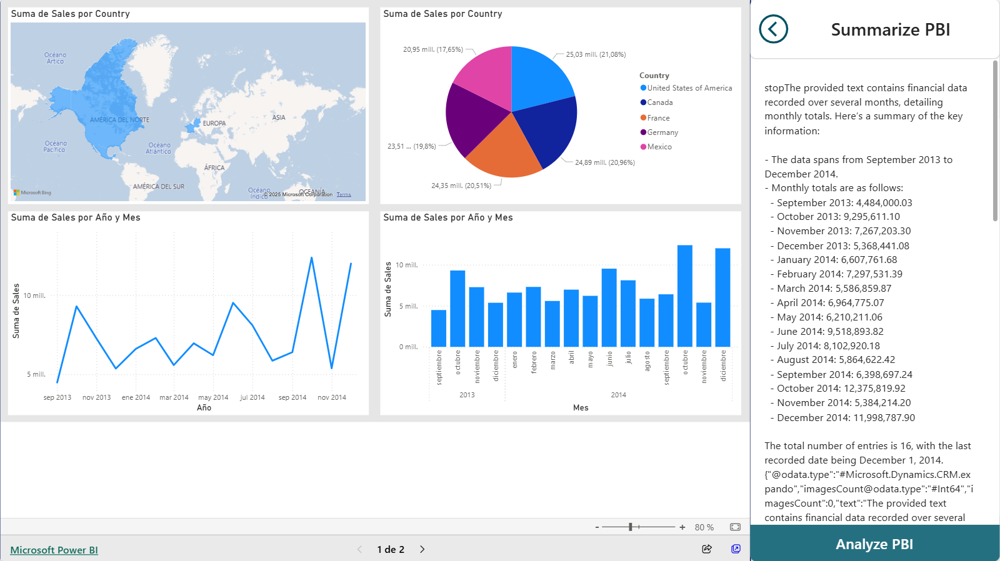 Suma de Sales por Country
Océano
Ártico
AMÉRICA DEL NORTE
EUROPA
ASIA
Océano
Pacífico
Océano
Atlántico
ÁFRICA
AMÉRICA DEL SUR
Océano
Índico
OCEANÍA
Microsoft Bing
© 2025 Microsoft Corporation Terms
Suma de Sales por Country
20,95 mill. (17,65%)
25,03 mill. (21,08%)
23,51 ... (19,8%)
24,89 mill. (20,96%)
24,35 mill. (20,51%)
Country
United States of America
Canada
France
Germany
Mexico
Suma de Sales por Año y Mes
Suma de Sales
10 mill.
5 mill.
sep 2013 nov 2013 ene 2014 mar 2014 may 2014 jul 2014 sep 2014 nov 2014
Año
Suma de Sales por Año y Mes
Suma de Sales
10 mill.
5 mill.
0 mill.
septiembre octubre noviembre diciembre enero febrero marzo abril mayo junio julio agosto septiembre octubre noviembre diciembre
2013 2014
Mes
- + 80 %
Microsoft Power BI
1 de 2
Summarize PBI
stopThe provided text contains financial data
recorded over several months, detailing
monthly totals. Here’s a summary of the key
information:
- The data spans from September 2013 to
December 2014.
- Monthly totals are as follows:
- September 2013: 4,484,000.03
- October 2013: 9,295,611.10
- November 2013: 7,267,203.30
- December 2013: 5,368,441.08
- January 2014: 6,607,761.68
- February 2014: 7,297,531.39
- March 2014: 5,586,859.87
- April 2014: 6,964,775.07
- May 2014: 6,210,211.06
- June 2014: 9,518,893.82
- July 2014: 8,102,920.18
- August 2014: 5,864,622.42
- September 2014: 6,398,697.24
- October 2014: 12,375,819.92
- November 2014: 5,384,214.20
- December 2014: 11,998,787.90
The total number of entries is 16, with the last
recorded date being December 1, 2014.
{"@odata.type":"#Microsoft.Dynamics.CRM.ex
pando","imagesCount@odata.type":"#Int64","i
magesCount":0,"text":"The provided text
contains financial data recorded over several
Analyze PBI